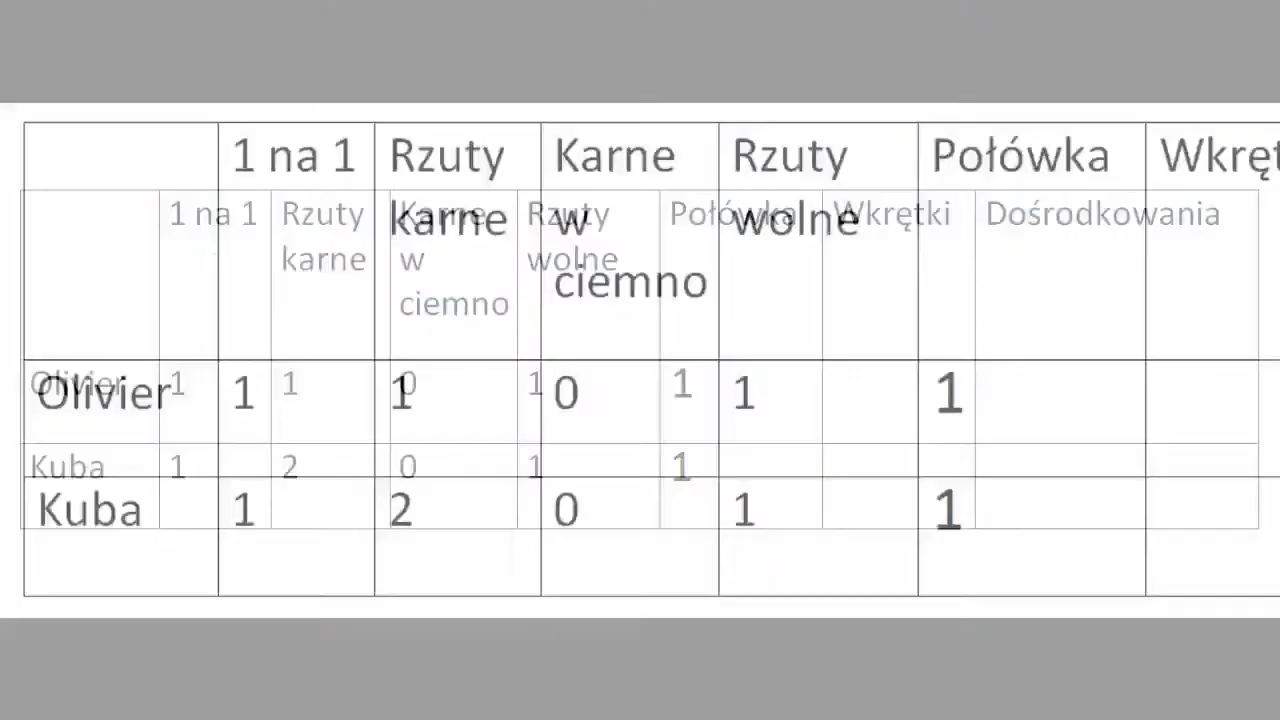 1 na 1 Rzuty karne Karne w ciemno Rzuty wolne Połówka Wkręt
Olivier 1 1 0 1 1
Kuba 1 2 0 1 1
1 na 1 Rzuty karne Karne w ciemno Rzuty wolne Połówka Wkrętki Dośrodkowania
Olivier 1 1 0 1 1
Kuba 1 2 0 1 1